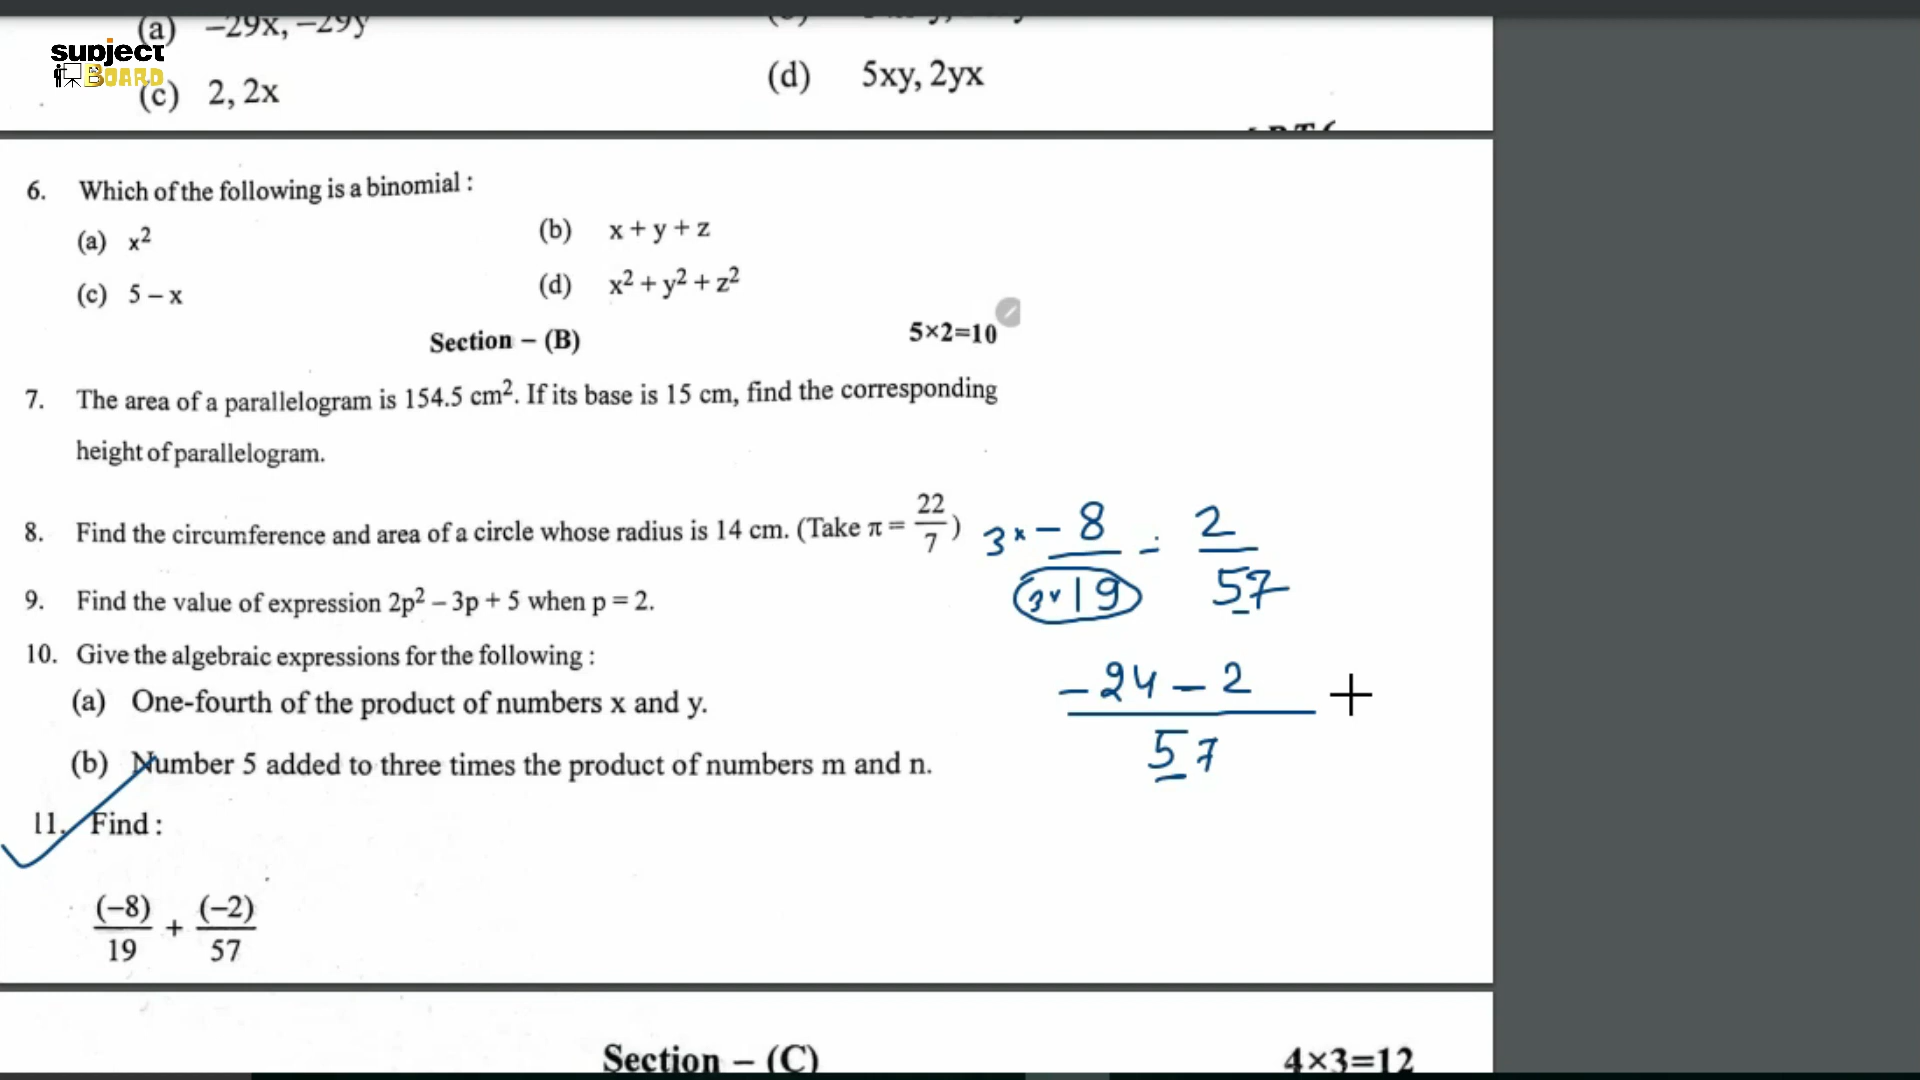 (a) –29x, –29y
subject
BOARD
(c) 2, 2x
(d) 5xy, 2yx
6. Which of the following is a binomial :
(a) x²
(b) x + y + z
(c) 5 – x
(d) x² + y² + z²
Section – (B)
5×2=10
7. The area of a parallelogram is 154.5 cm². If its base is 15 cm, find the corresponding
height of parallelogram.
8. Find the circumference and area of a circle whose radius is 14 cm. (Take π = 22/7)
9. Find the value of expression 2p² – 3p + 5 when p = 2.
10. Give the algebraic expressions for the following :
(a) One-fourth of the product of numbers x and y.
(b) Number 5 added to three times the product of numbers m and n.
11. Find :
(–8)/19 + (–2)/57
3× – 8 – 2
3×19 57
– 24 – 2
57
Section – (C)
4×3=12